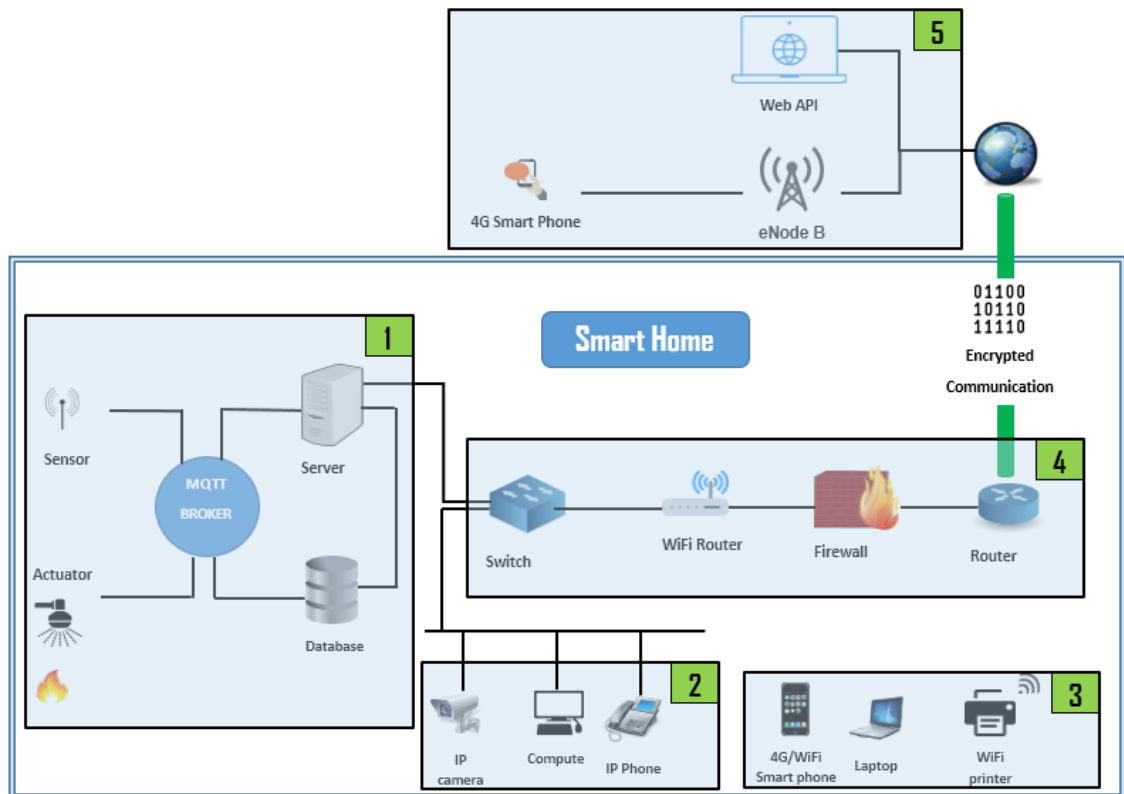 5
Web API
4G Smart Phone
eNode B
01100
10110
11110
Encrypted
Communication
Smart Home
1
Sensor
Server
MQTT
BROKER
Actuator
Database
4
Switch
WiFi Router
Firewall
Router
2
IP
camera
Compute
IP Phone
3
4G/WiFi
Smart phone
Laptop
WiFi
printer